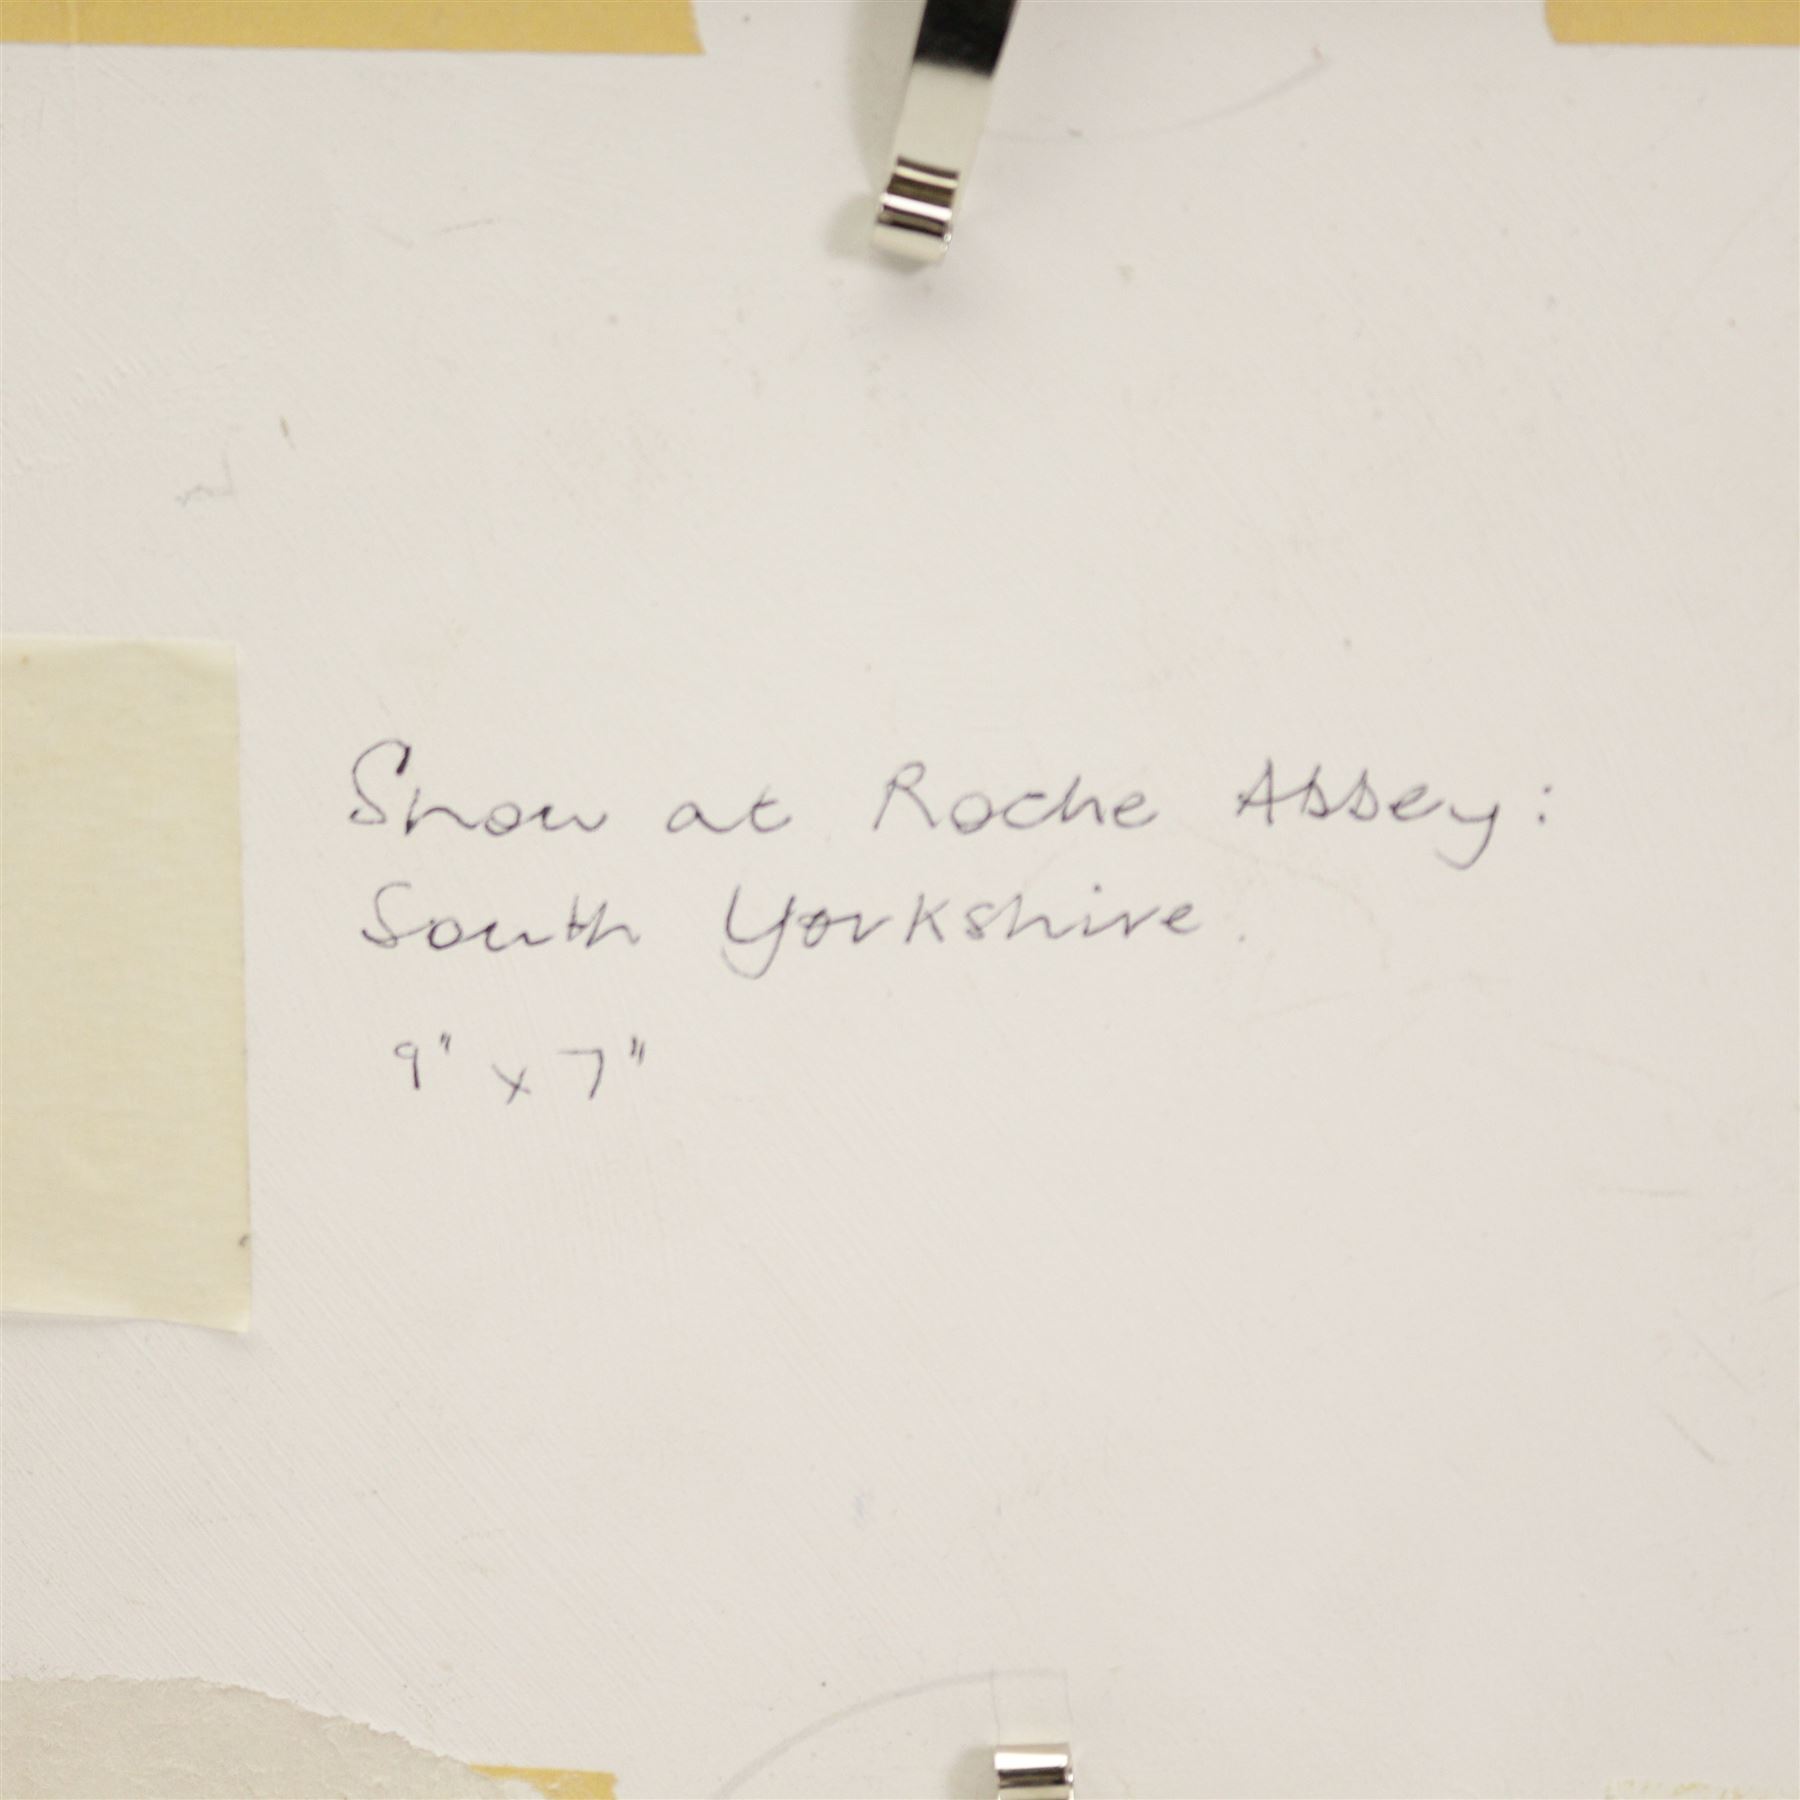 Snow at Roche Abbey:
South Yorkshire.
9" x 7"